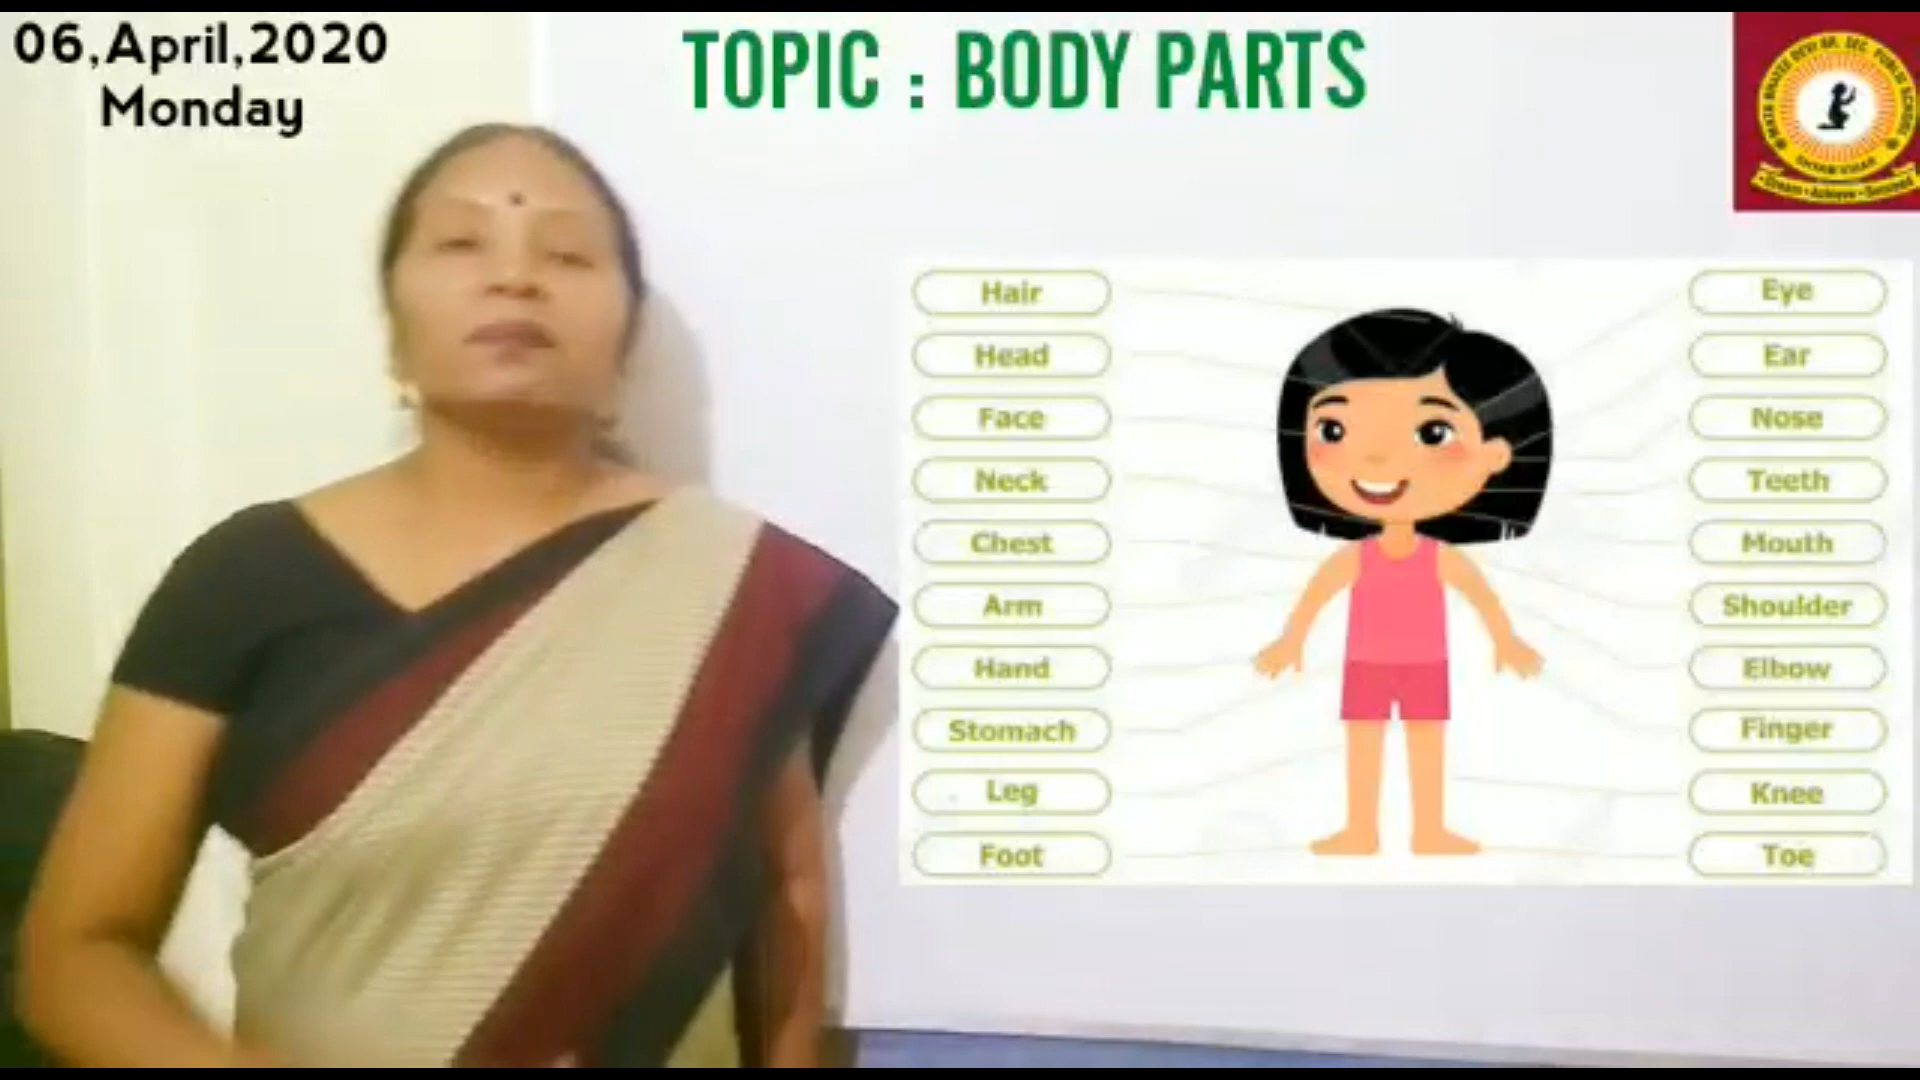 06,April,2020
Monday
TOPIC : BODY PARTS
Hair
Head
Face
Neck
Chest
Arm
Hand
Stomach
Leg
Foot
Eye
Ear
Nose
Teeth
Mouth
Shoulder
Elbow
Finger
Knee
Toe